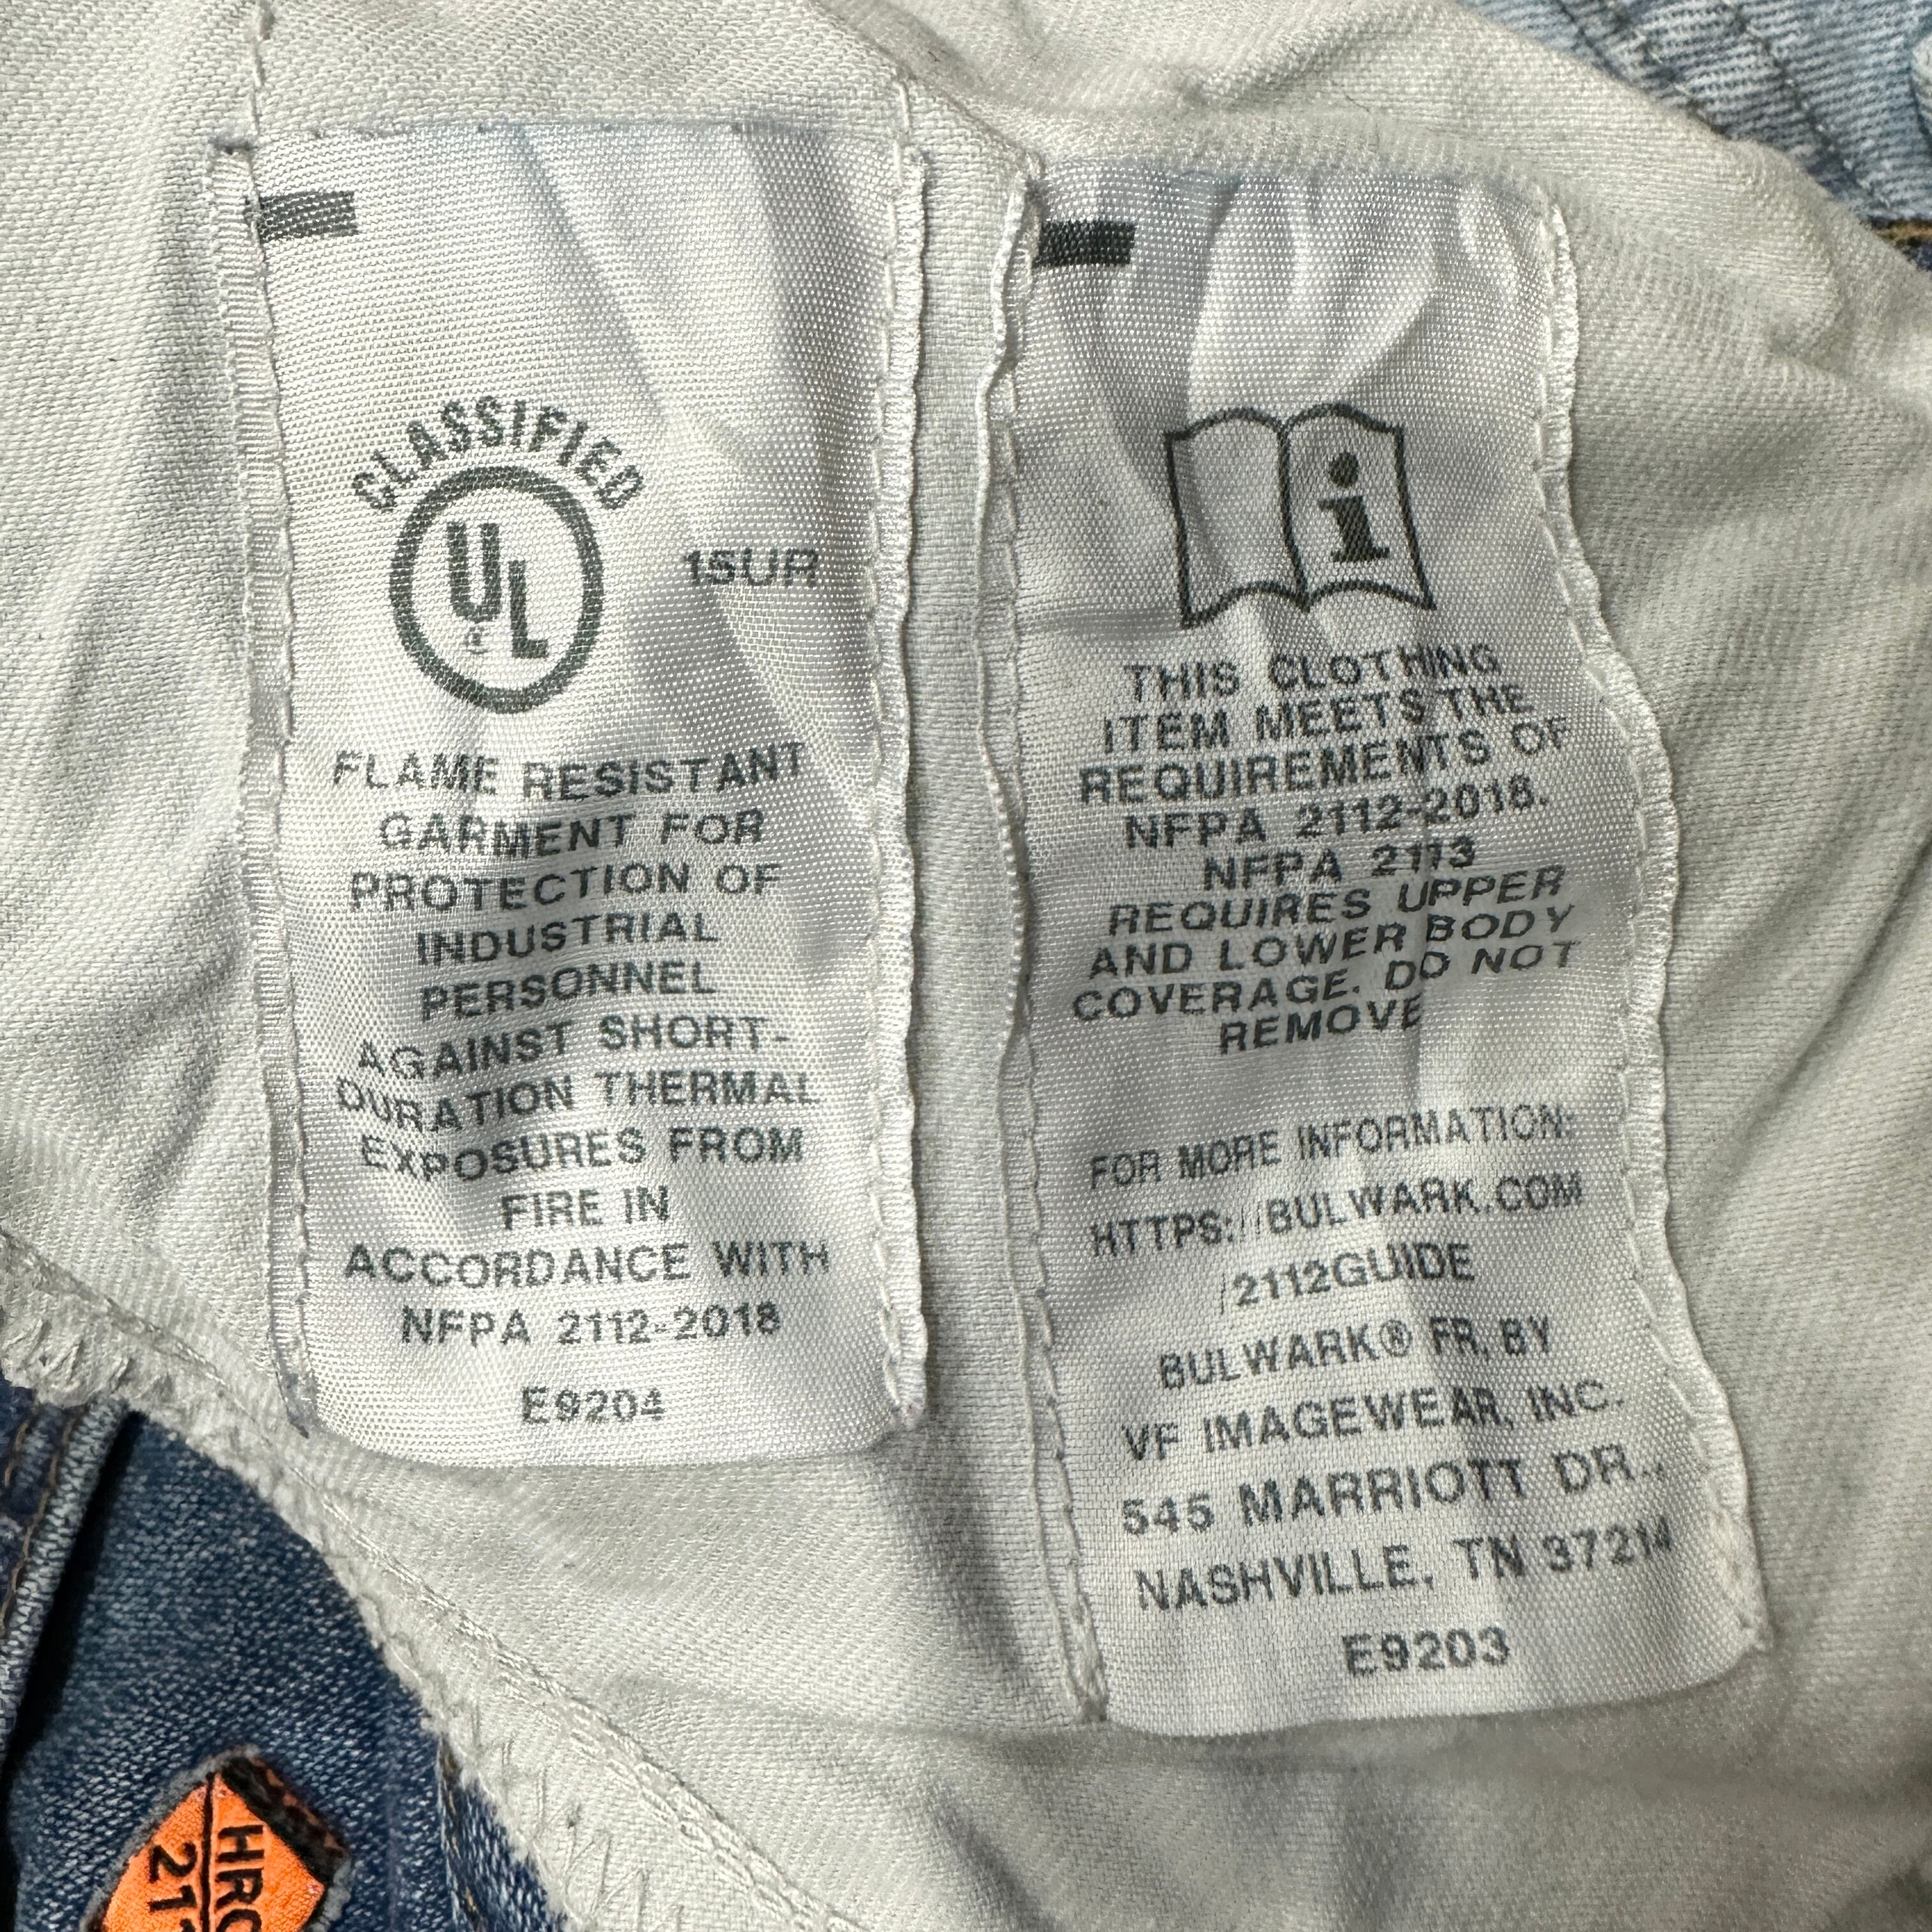 CLASSIFIED
UL
15UR
FLAME RESISTANT
GARMENT FOR
PROTECTION OF
INDUSTRIAL
PERSONNEL
AGAINST SHORT-
DURATION THERMAL
EXPOSURES FROM
FIRE IN
ACCORDANCE WITH
NFPA 2112-2018
E9204
i
THIS CLOTHING
ITEM MEETS THE
REQUIREMENTS OF
NFPA 2112-2018.
NFPA 2113
REQUIRES UPPER
AND LOWER BODY
COVERAGE. DO NOT
REMOVE
FOR MORE INFORMATION:
HTTPS://BULWARK.COM
/2112GUIDE
BULWARK® FR, BY
VF IMAGEWEAR, INC.
545 MARRIOTT DR.,
NASHVILLE, TN 37214
E9203